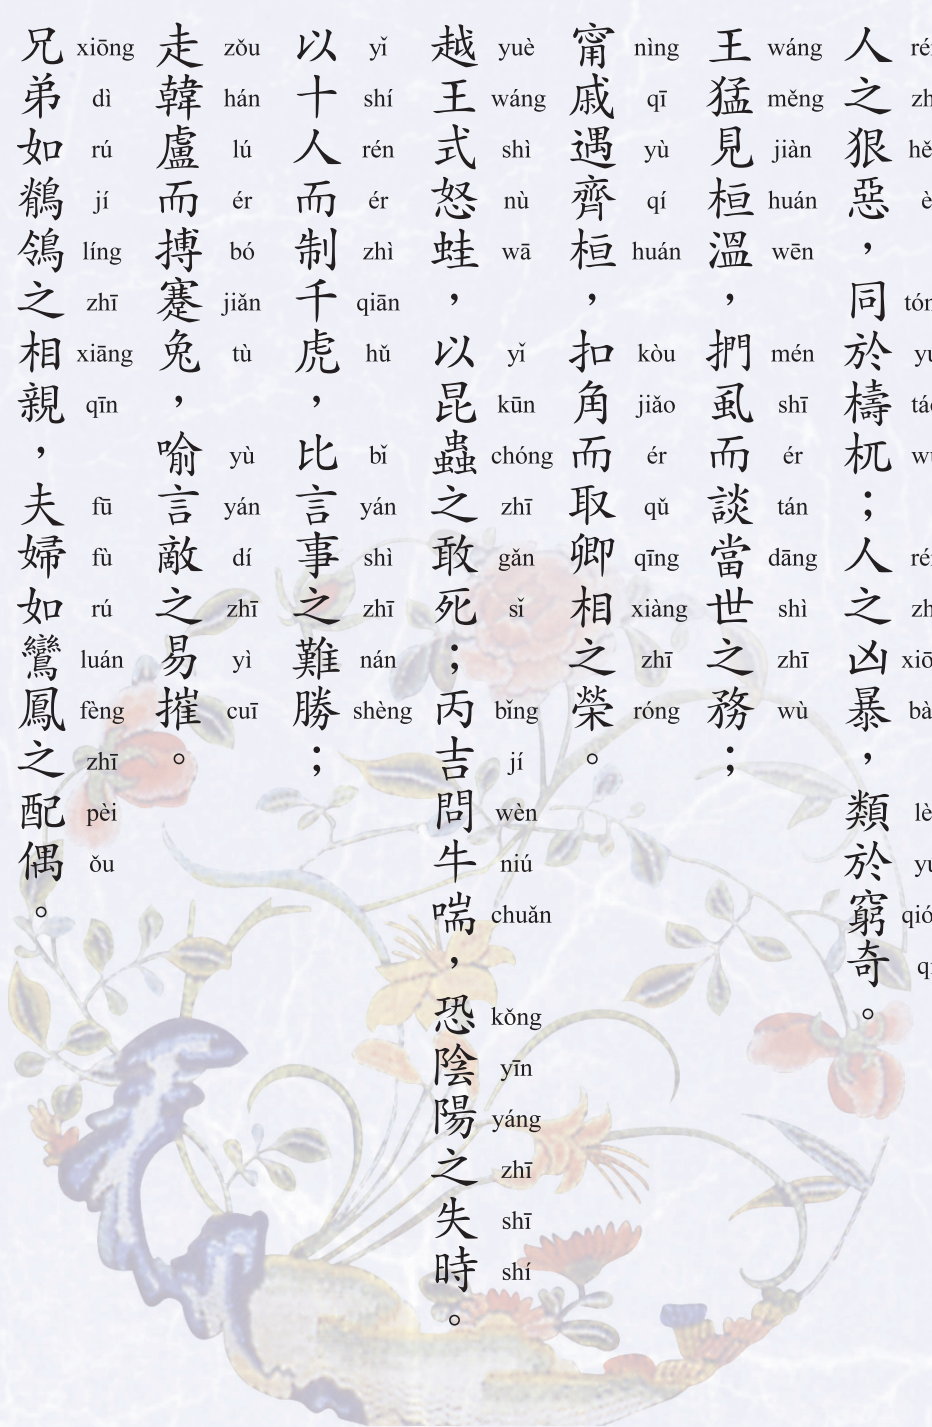 人之狠惡，同於檮杌；人之凶暴，類於窮奇。
王猛見桓溫，捫虱而談當世之務；
wáng měng jiàn huán wēn mén shī ér tán dāng shì zhī wù
甯戚遇齊桓，扣角而取卿相之榮。
nìng qī yù qí huán kòu jiǎo ér qǔ qīng xiàng zhī róng
越王式怒蛙，以昆蟲之敢死；丙吉問牛喘，恐陰陽之失時。
yuè wáng shì nù wā yǐ kūn chóng zhī gǎn sǐ bǐng jí wèn niú chuǎn kǒng yīn yáng zhī shī shí
以十人而制千虎，比言事之難勝；
yǐ shí rén ér zhì qiān hǔ bǐ yán shì zhī nán shèng
走韓盧而搏蹇兔，喻言敵之易摧。
zǒu hán lú ér bó jiǎn tù yù yán dí zhī yì cuī
兄弟如鶺鴒之相親，夫婦如鸞鳳之配偶。
xiōng dì rú jí líng zhī xiāng qīn fū fù rú luán fèng zhī pèi ǒu